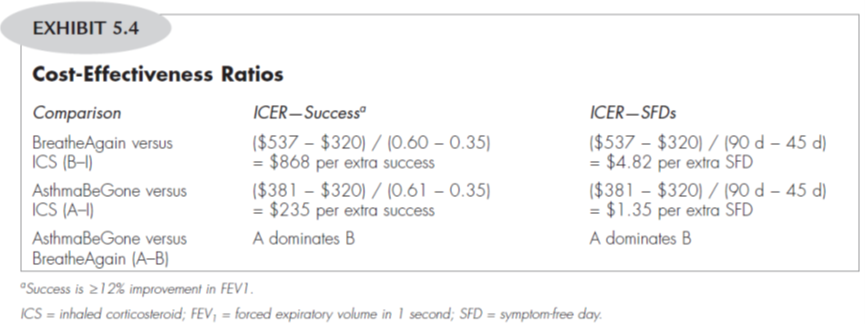 EXHIBIT 5.4
Cost-Effectiveness Ratios
Comparison ICER—Successᵃ ICER—SFDs
BreatheAgain versus ($537 – $320) / (0.60 – 0.35) ($537 – $320) / (90 d – 45 d)
ICS (B–I) = $868 per extra success = $4.82 per extra SFD
AsthmaBeGone versus ($381 – $320) / (0.61 – 0.35) ($381 – $320) / (90 d – 45 d)
ICS (A–I) = $235 per extra success = $1.35 per extra SFD
AsthmaBeGone versus A dominates B A dominates B
BreatheAgain (A–B)
ᵃSuccess is ≥12% improvement in FEV1.
ICS = inhaled corticosteroid; FEV₁ = forced expiratory volume in 1 second; SFD = symptom-free day.